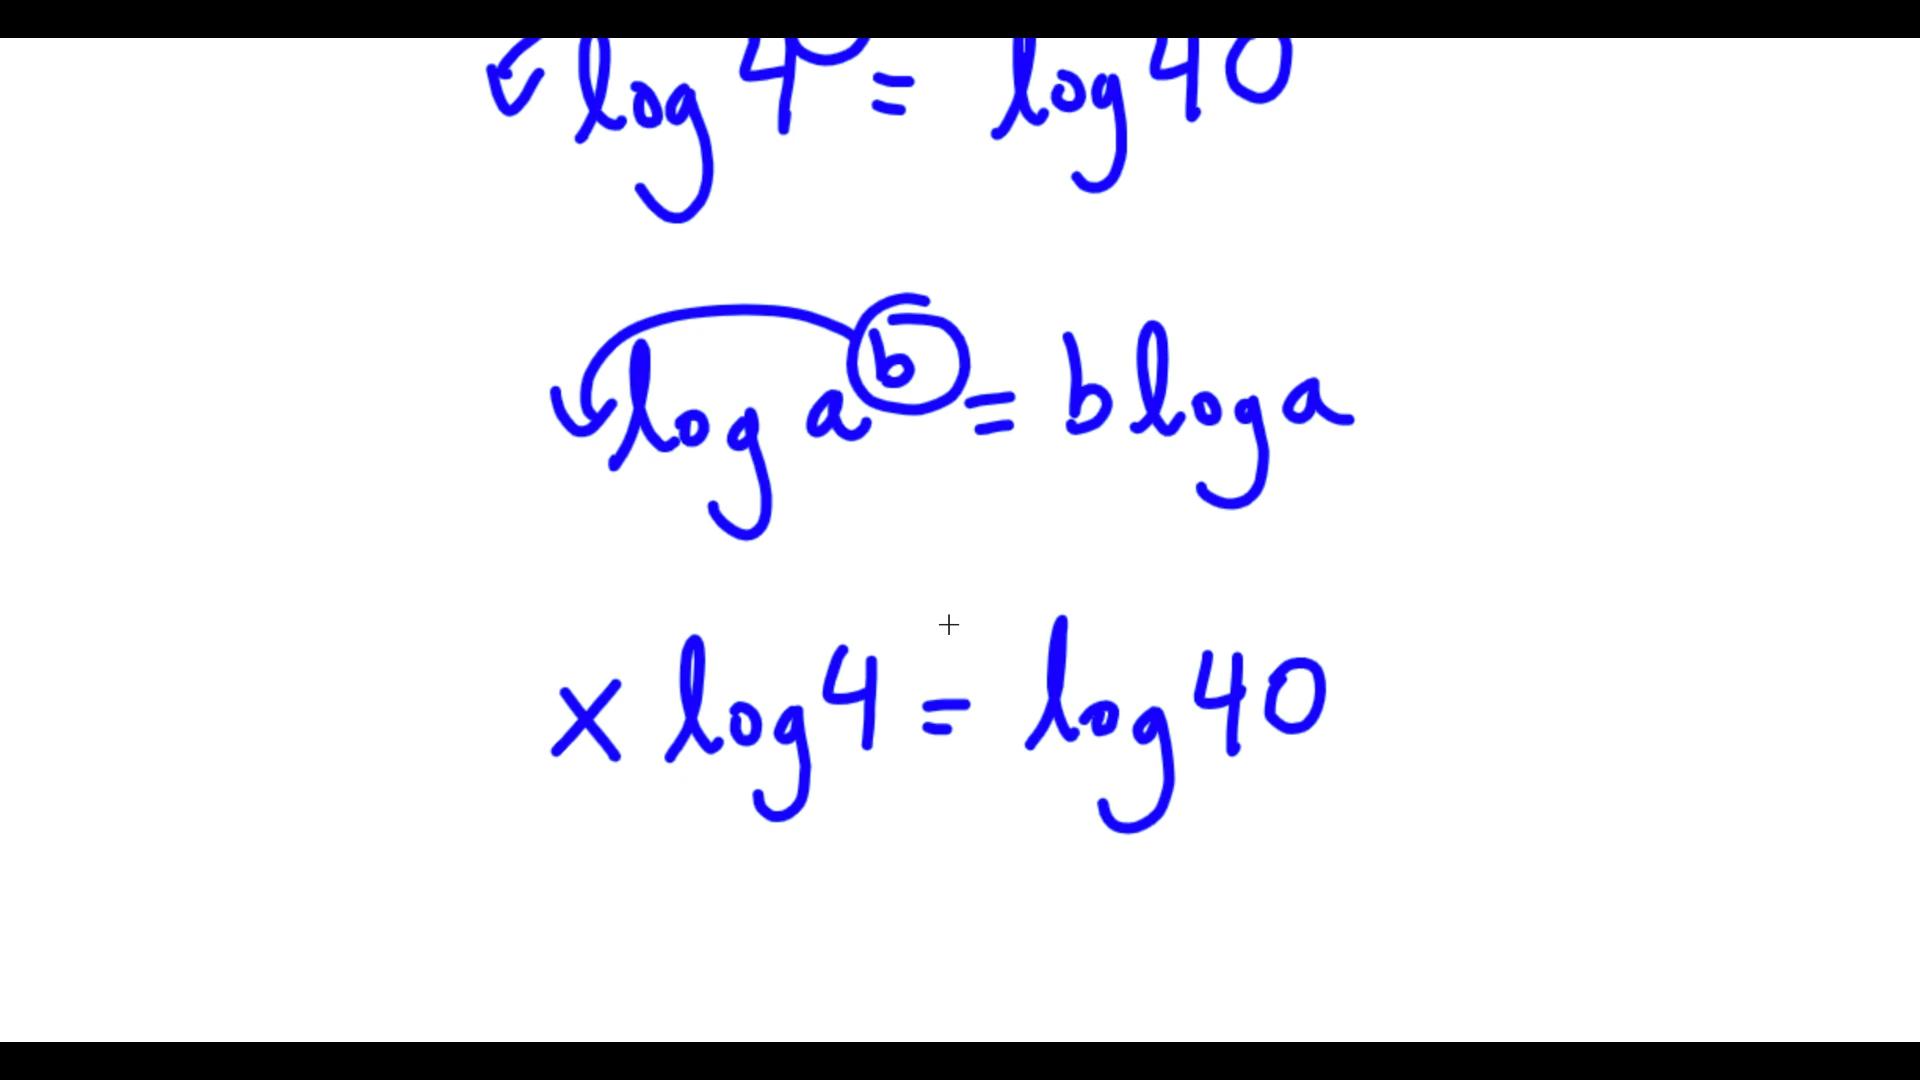 log 4 = log 40
log a^b = b log a
x log 4 = log 40